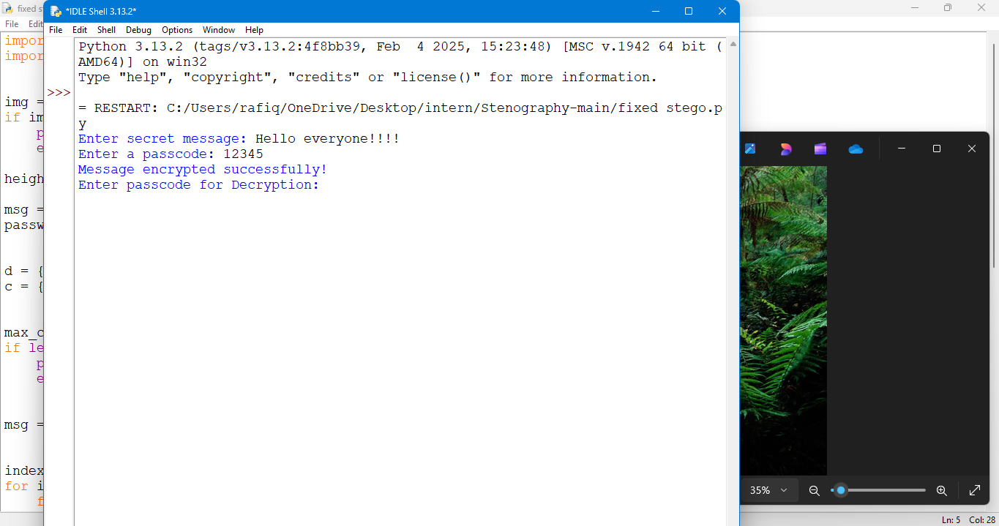 fixed s
File Edit
impor
impor
img =
if im
p
e
heigh
msg =
passw
d = {
c = {
max_c
if le
p
e
msg =
index
for i
f
*IDLE Shell 3.13.2*
File Edit Shell Debug Options Window Help
Python 3.13.2 (tags/v3.13.2:4f8bb39, Feb  4 2025, 15:23:48) [MSC v.1942 64 bit (
AMD64)] on win32
Type "help", "copyright", "credits" or "license()" for more information.
>>>
= RESTART: C:/Users/rafiq/OneDrive/Desktop/intern/Stenography-main/fixed stego.p
y
Enter secret message: Hello everyone!!!!
Enter a passcode: 12345
Message encrypted successfully!
Enter passcode for Decryption:
35%
Ln: 5 Col: 28